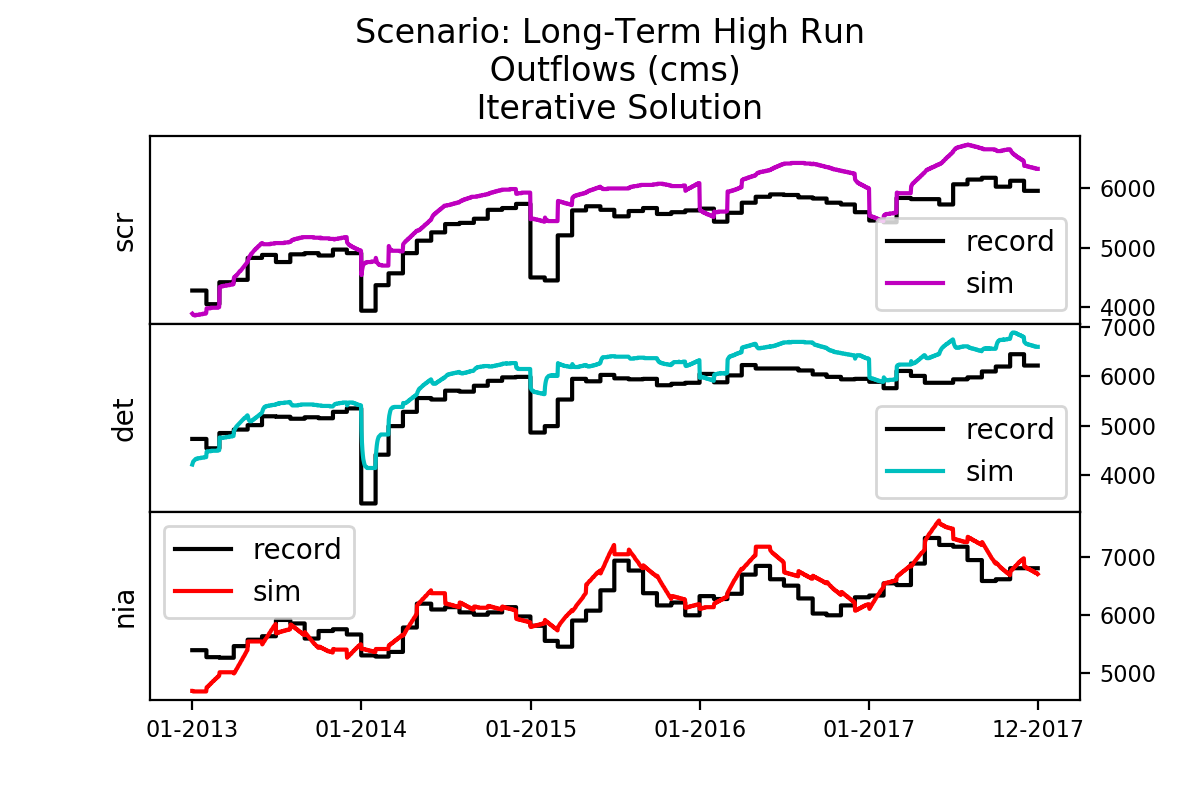 Scenario: Long-Term High Run
Outflows (cms)
Iterative Solution
scr
6000
5000
4000
record
sim
det
7000
6000
5000
4000
record
sim
nia
7000
6000
5000
record
sim
01-2013 01-2014 01-2015 01-2016 01-2017 12-2017